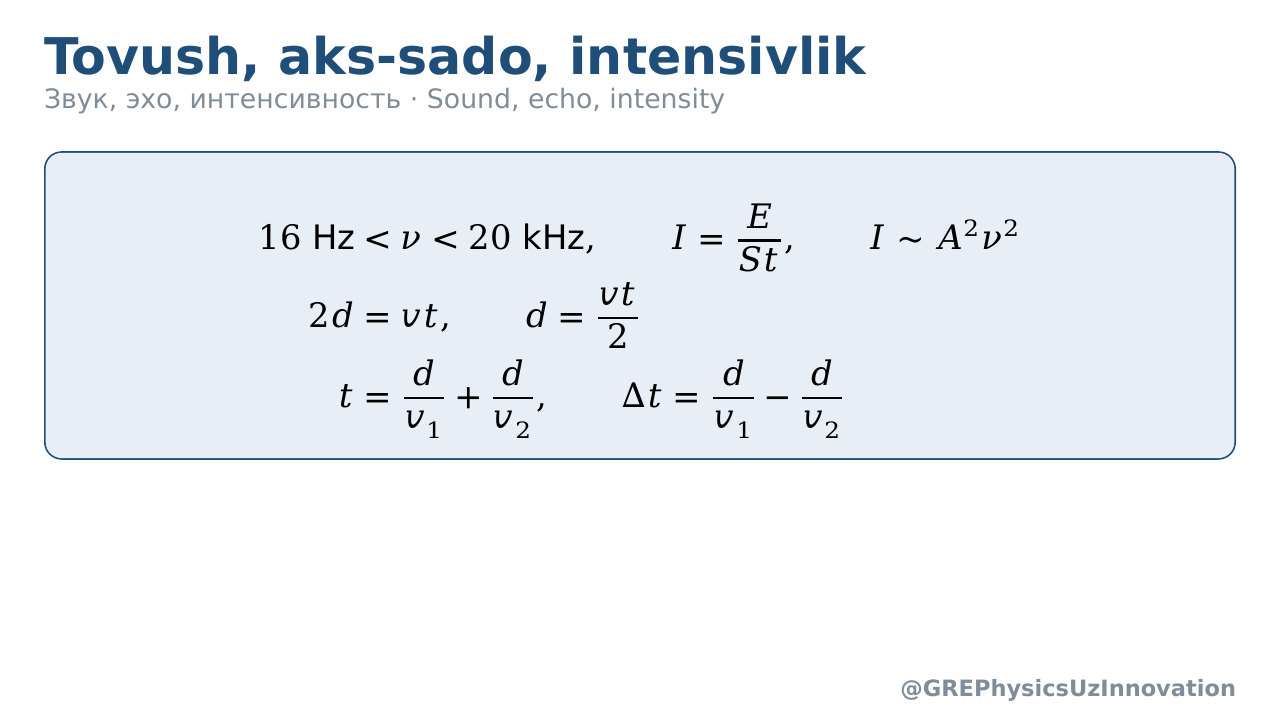 Tovush, aks-sado, intensivlik
Звук, эхо, интенсивность · Sound, echo, intensity
16 Hz < ν < 20 kHz, I = E/(St), I ~ A²ν²
2d = vt, d = vt/2
t = d/v₁ + d/v₂, Δt = d/v₁ − d/v₂
@GREPhysicsUzInnovation